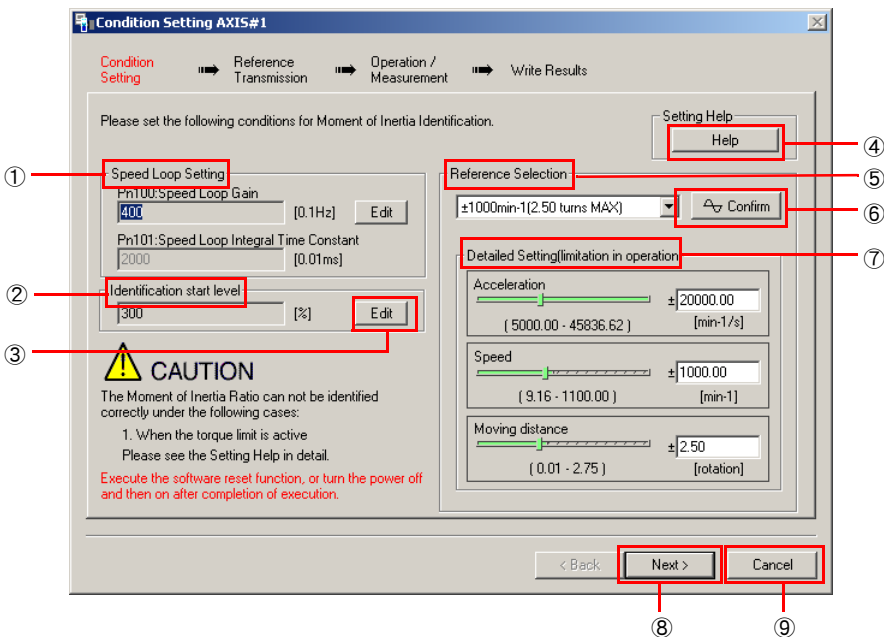 Condition Setting AXIS#1
Condition Setting
Reference Transmission
Operation / Measurement
Write Results
Please set the following conditions for Moment of Inertia Identification.
Setting Help
Help
④
①
Speed Loop Setting
Pn100:Speed Loop Gain
400
[0.1Hz]
Edit
Pn101:Speed Loop Integral Time Constant
2000
[0.01ms]
②
Identification start level
300
[%]
Edit
③
CAUTION
The Moment of Inertia Ratio can not be identified
correctly under the following cases:
1. When the torque limit is active
Please see the Setting Help in detail.
Execute the software reset function, or turn the power off
and then on after completion of execution.
Reference Selection
⑤
±1000min-1(2.50 turns MAX)
Confirm
⑥
Detailed Setting(limitation in operation
⑦
Acceleration
±
20000.00
( 5000.00 - 45836.62 )
[min-1/s]
Speed
±
1000.00
( 9.16 - 1100.00 )
[min-1]
Moving distance
±
2.50
( 0.01 - 2.75 )
[rotation]
< Back
Next >
Cancel
⑧
⑨